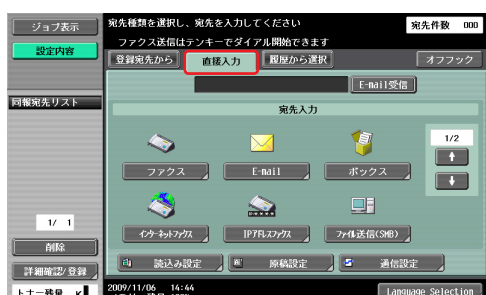 ジョブ表示
宛先種類を選択し、宛先を入力してください
宛先件数 000
ファクス送信はテンキーでダイアル開始できます
設定内容
登録宛先から
直接入力
履歴から選択
オフフック
E-mail受信
同報宛先リスト
宛先入力
1/2
ファクス
E-mail
ボックス
インターネットファクス
IPアドレスファクス
ファイル送信(SMB)
1/ 1
削除
読込み設定
原稿設定
通信設定
詳細確認/登録
トナー残量 K
2009/11/06 14:44
Language Selection